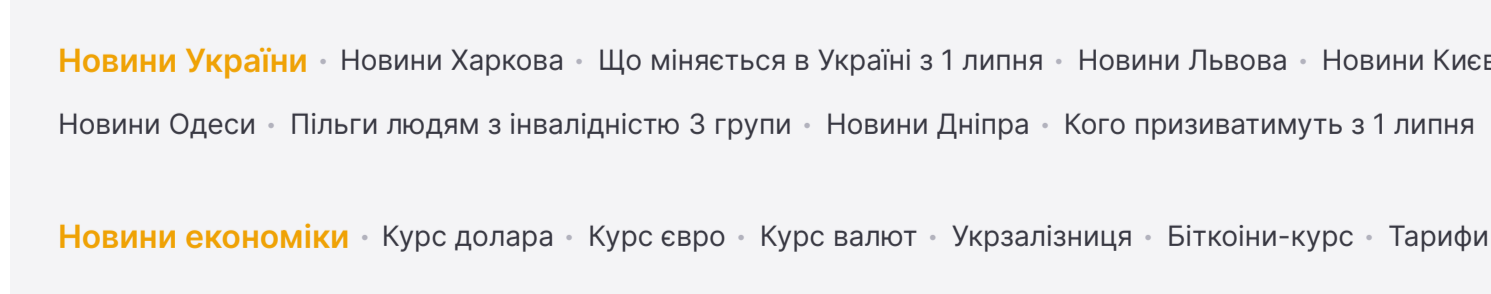 Новини України • Новини Харкова • Що міняється в Україні з 1 липня • Новини Львова • Новини
Новини Одеси • Пільги людям з інвалідністю 3 групи • Новини Дніпра • Кого призиватимуть з 1 липня
Новини економіки • Курс долара • Курс євро • Курс валют • Укрзалізниця • Біткоіни-курс • Тарифи